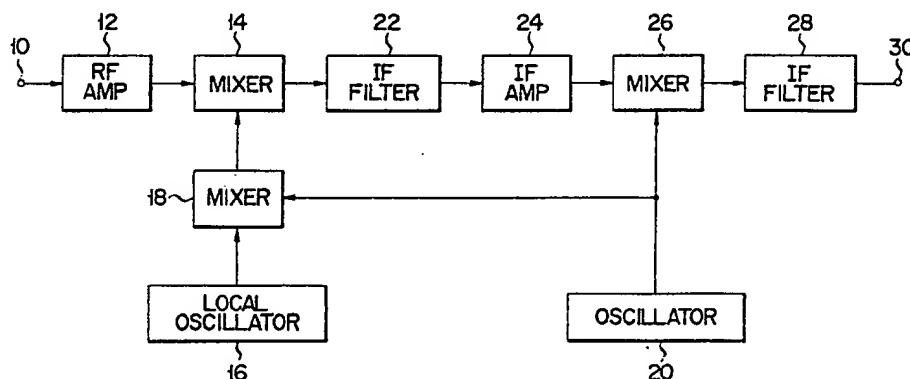 12
14
22
24
26
28
10
30
RF
AMP
MIXER
IF
FILTER
IF
AMP
MIXER
IF
FILTER
18
MIXER
LOCAL
OSCILLATOR
OSCILLATOR
16
20